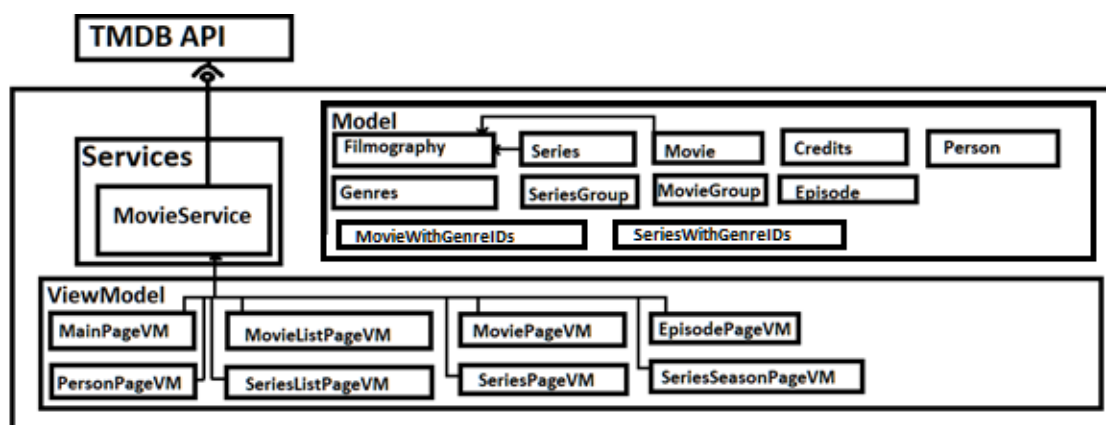 TMDB API
Services
MovieService
Model
Filmography
Series
Movie
Credits
Person
Genres
SeriesGroup
MovieGroup
Episode
MovieWithGenreIDs
SeriesWithGenreIDs
ViewModel
MainPageVM
MovieListPageVM
MoviePageVM
EpisodePageVM
PersonPageVM
SeriesListPageVM
SeriesPageVM
SeriesSeasonPageVM